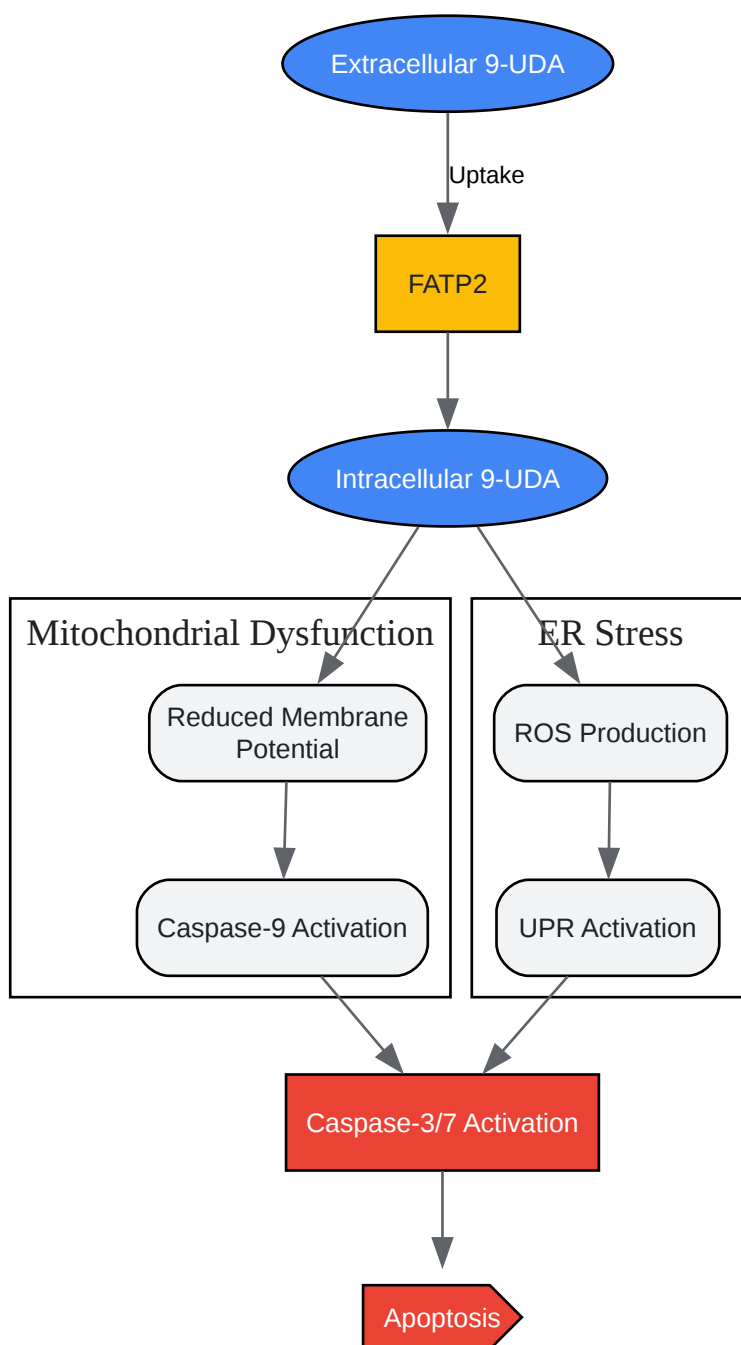 Extracellular 9-UDA
Uptake
FATP2
Intracellular 9-UDA
Mitochondrial Dysfunction
ER Stress
Reduced Membrane
Potential
ROS Production
Caspase-9 Activation
UPR Activation
Caspase-3/7 Activation
Apoptosis